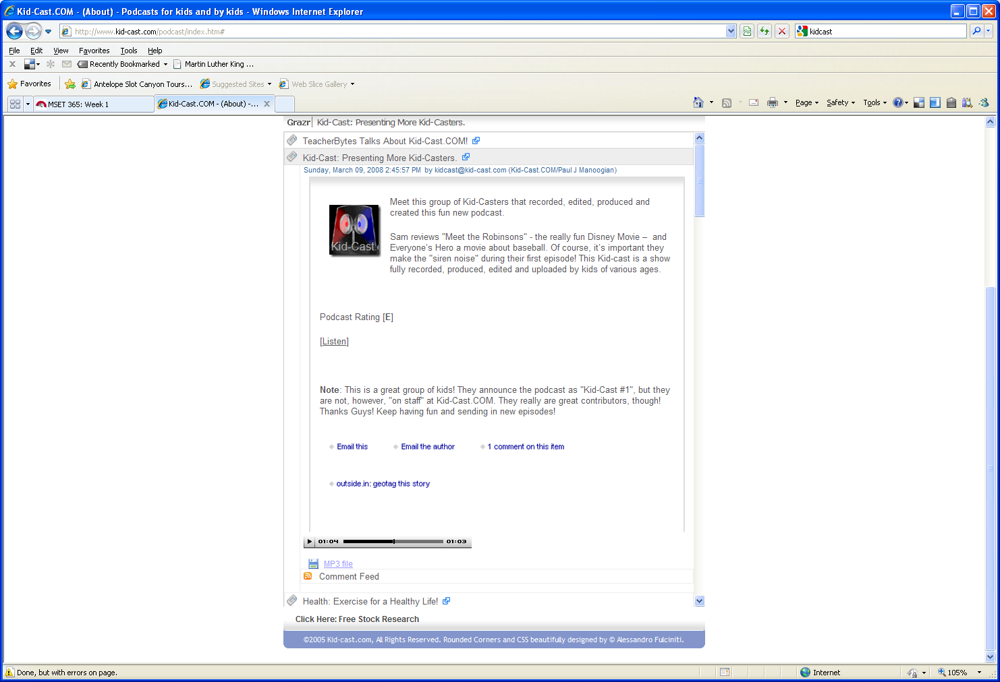 Kid-Cast.COM - (About) - Podcasts for kids and by kids - Windows Internet Explorer
http://www.kid-cast.com/podcast/index.htm#
kidcast
File Edit View Favorites Tools Help
Recently Bookmarked Martin Luther King ...
Favorites Antelope Slot Canyon Tours... Suggested Sites Web Slice Gallery
MSET 365: Week 1 Kid-Cast.COM - (About) -... Page Safety Tools
Grazr Kid-Cast: Presenting More Kid-Casters.
TeacherBytes Talks About Kid-Cast.COM!
Kid-Cast: Presenting More Kid-Casters.
Sunday, March 09, 2008 2:45:57 PM by kidcast@kid-cast.com (Kid-Cast.COM/Paul J Manoogian)
Kid-Cast
Meet this group of Kid-Casters that recorded, edited, produced and
created this fun new podcast.
Sam reviews "Meet the Robinsons" - the really fun Disney Movie – and
Everyone's Hero a movie about baseball. Of course, it's important they
make the "siren noise" during their first episode! This Kid-cast is a show
fully recorded, produced, edited and uploaded by kids of various ages.
Podcast Rating [E]
[Listen]
Note: This is a great group of kids! They announce the podcast as "Kid-Cast #1", but they
are not, however, "on staff" at Kid-Cast.COM. They really are great contributors, though!
Thanks Guys! Keep having fun and sending in new episodes!
Email this Email the author 1 comment on this item
outside.in: geotag this story
01:04 01:03
MP3 file
Comment Feed
Health: Exercise for a Healthy Life!
Click Here: Free Stock Research
©2005 Kid-cast.com, All Rights Reserved. Rounded Corners and CSS beautifully designed by © Alessandro Fulciniti.
Done, but with errors on page. Internet 105%